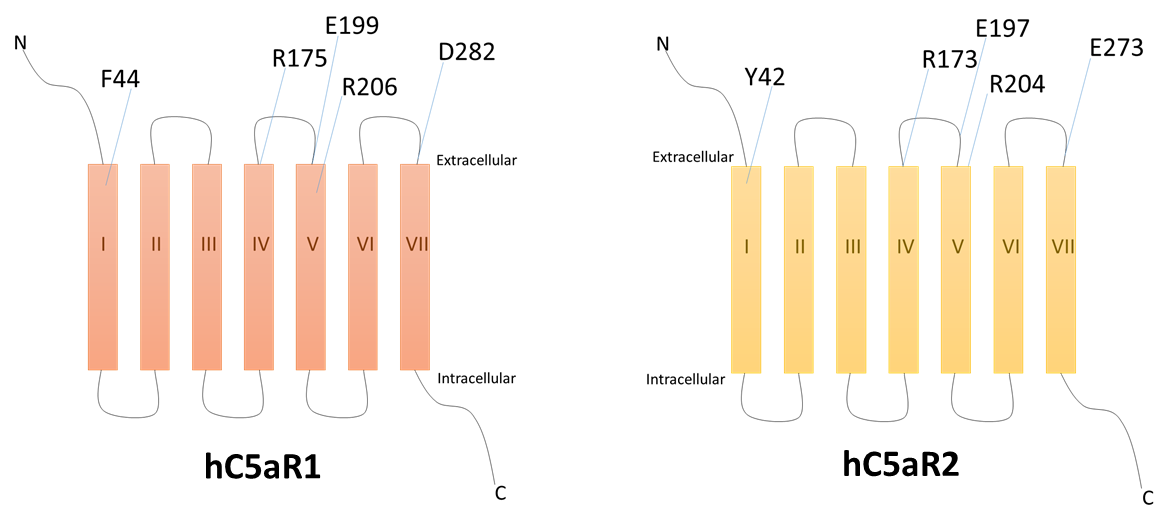 N
F44
R175
E199
R206
D282
Extracellular
I
II
III
IV
V
VI
VII
Intracellular
hC5aR1
C
N
Y42
R173
E197
R204
E273
Extracellular
I
II
III
IV
V
VI
VII
Intracellular
hC5aR2
C